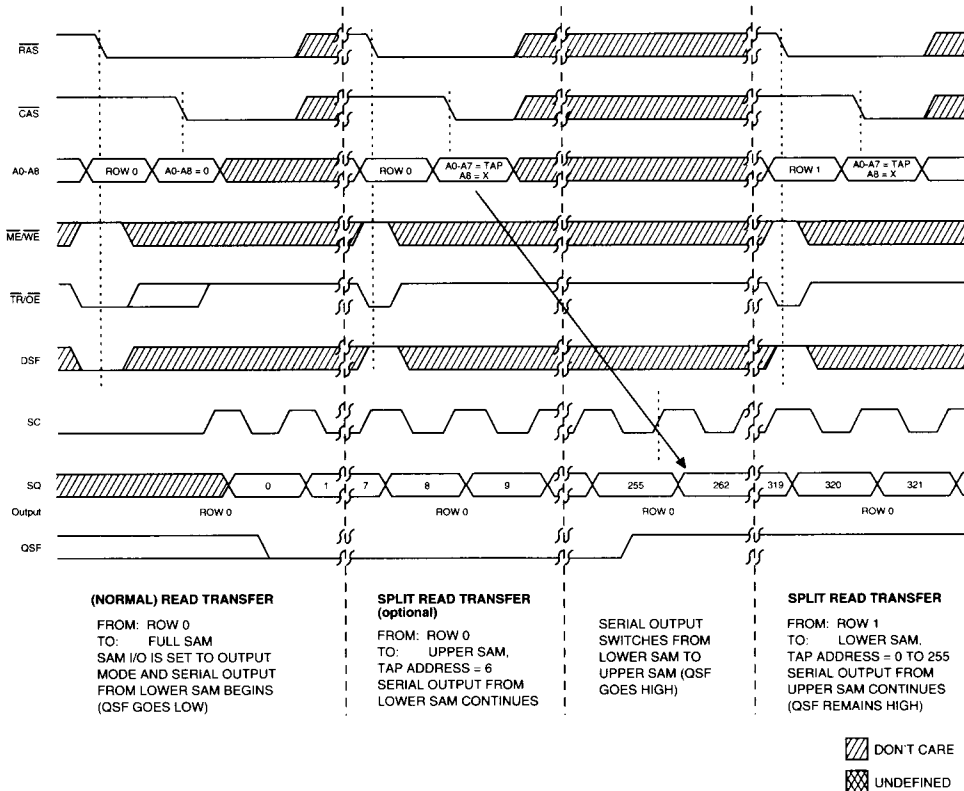 RAS
CAS
A0-A8
ROW 0
A0-A8 = 0
ROW 0
A0-A7 = TAP
A8 = X
ROW 1
A0-A7 = TAP
A8 = X
ME/WE
TR/OE
DSF
SC
SQ
0
1
7
8
9
255
262
319
320
321
Output
ROW 0
ROW 0
ROW 0
ROW 0
QSF
(NORMAL) READ TRANSFER
FROM: ROW 0
TO: FULL SAM
SAM I/O IS SET TO OUTPUT
MODE AND SERIAL OUTPUT
FROM LOWER SAM BEGINS
(QSF GOES LOW)
SPLIT READ TRANSFER
(optional)
FROM: ROW 0
TO: UPPER SAM,
TAP ADDRESS = 6
SERIAL OUTPUT FROM
LOWER SAM CONTINUES
SERIAL OUTPUT
SWITCHES FROM
LOWER SAM TO
UPPER SAM (QSF
GOES HIGH)
SPLIT READ TRANSFER
FROM: ROW 1
TO: LOWER SAM,
TAP ADDRESS = 0 TO 255
SERIAL OUTPUT FROM
UPPER SAM CONTINUES
(QSF REMAINS HIGH)
DON'T CARE
UNDEFINED